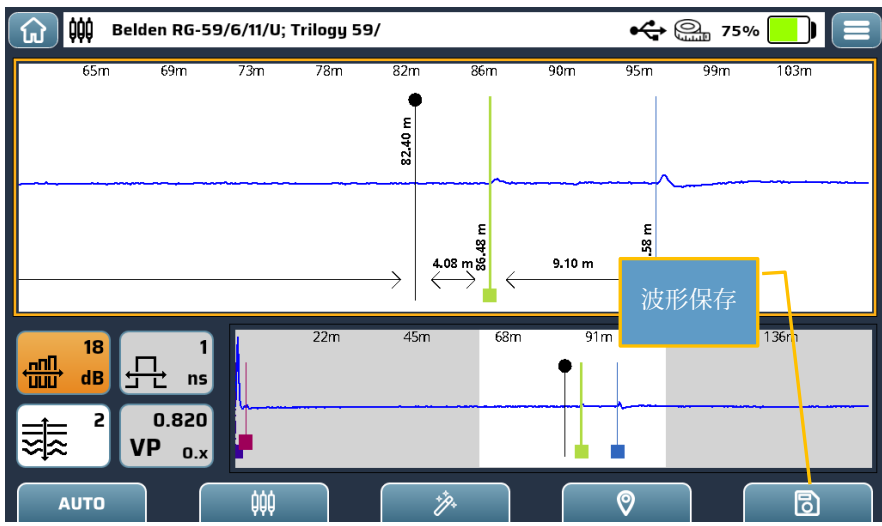 Belden RG-59/6/11/U; Trilogy 59/
75%
65m 69m 73m 78m 82m 86m 90m 95m 99m 103m
82.40 m
86.48 m
.58 m
4.08 m
9.10 m
波形保存
22m 45m 68m 91m 136m
18
dB
1
ns
2
0.820
VP 0.x
AUTO